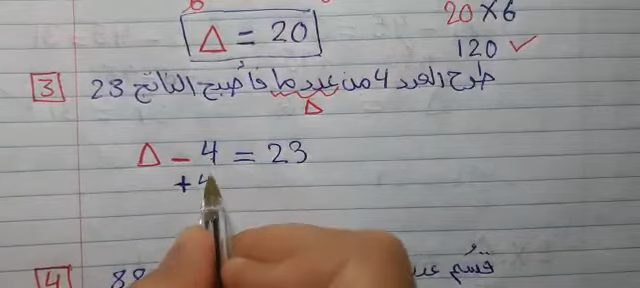 20 × 6
△ = 20
120 ✓
3 طرح العدد 4 من عدد ما فأصبح الناتج 23
△
△ − 4 = 23
+4
4 قسم 88